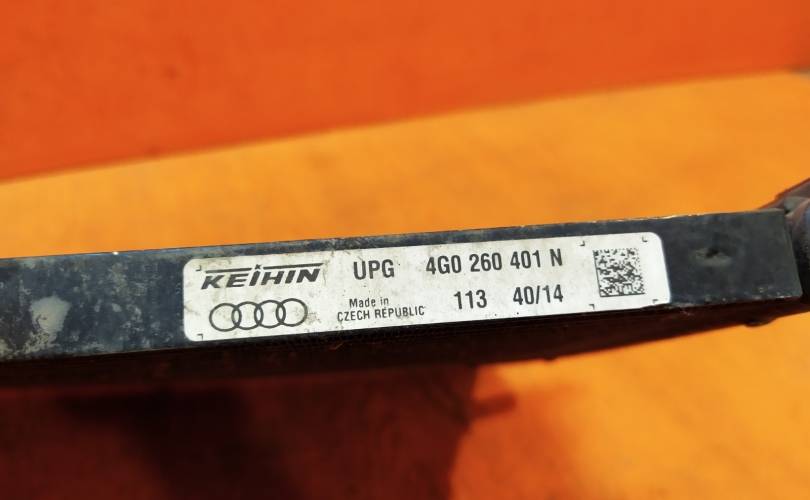 KEIHIN UPG 4G0 260 401 N
Made in 113 40/14
CZECH REPUBLIC